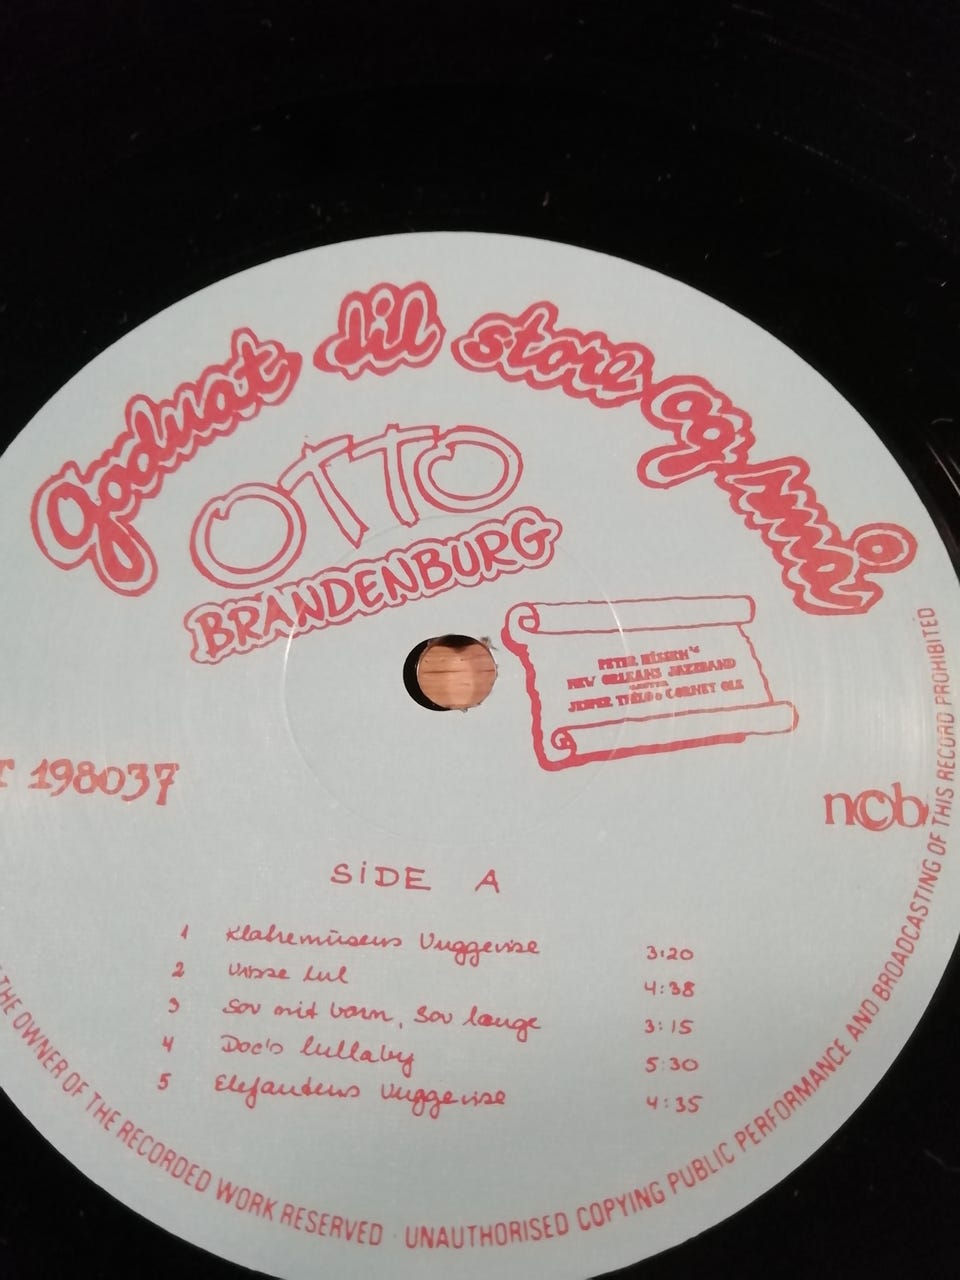 godnat til store og små
OTTO
BRANDENBURG
PETER NISSEN's
NEW ORLEANS JAZZBAND
JESPER THILO & CORNET OLE
T 198037
ncb
SIDE A
1 Klatremusens Vuggevise 3:20
2 Visse lul 4:38
3 Sov mit barn, Sov længe 3:15
4 Doc's lullaby 5:30
5 Elefantens Vuggevise 4:35
THE OWNER OF THE RECORDED WORK RESERVED · UNAUTHORISED COPYING PUBLIC PERFORMANCE AND BROADCASTING OF THIS RECORD PROHIBITED